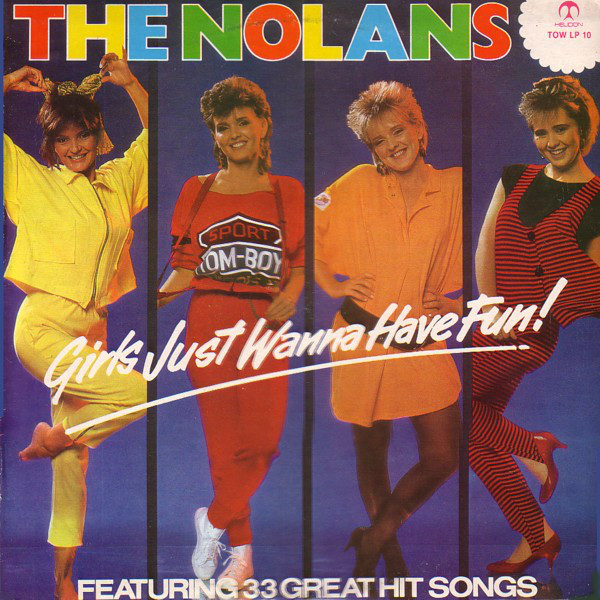 THE NOLANS
HELIDON
TOW LP 10
SPORT
TOM-BOY
Girls Just Wanna Have Fun!
FEATURING 33 GREAT HIT SONGS